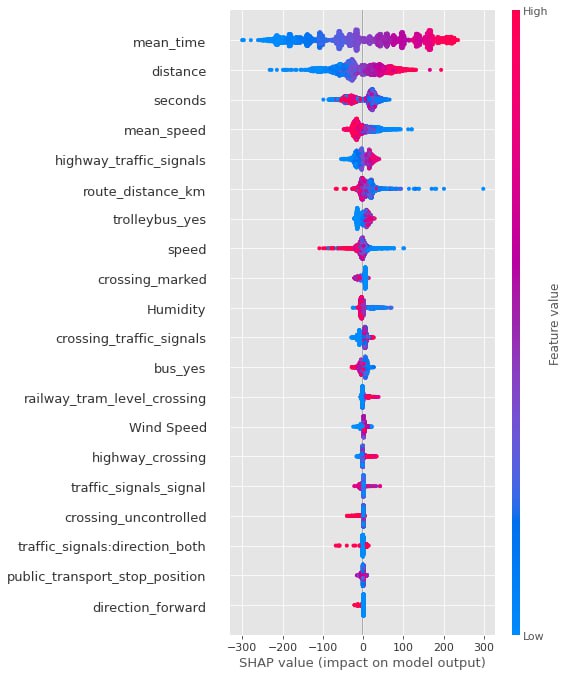 High
mean_time
distance
seconds
mean_speed
highway_traffic_signals
route_distance_km
trolleybus_yes
speed
crossing_marked
Humidity
crossing_traffic_signals
bus_yes
railway_tram_level_crossing
Wind Speed
highway_crossing
traffic_signals_signal
crossing_uncontrolled
traffic_signals:direction_both
public_transport_stop_position
direction_forward
Feature value
Low
−300 −200 −100 0 100 200 300
SHAP value (impact on model output)